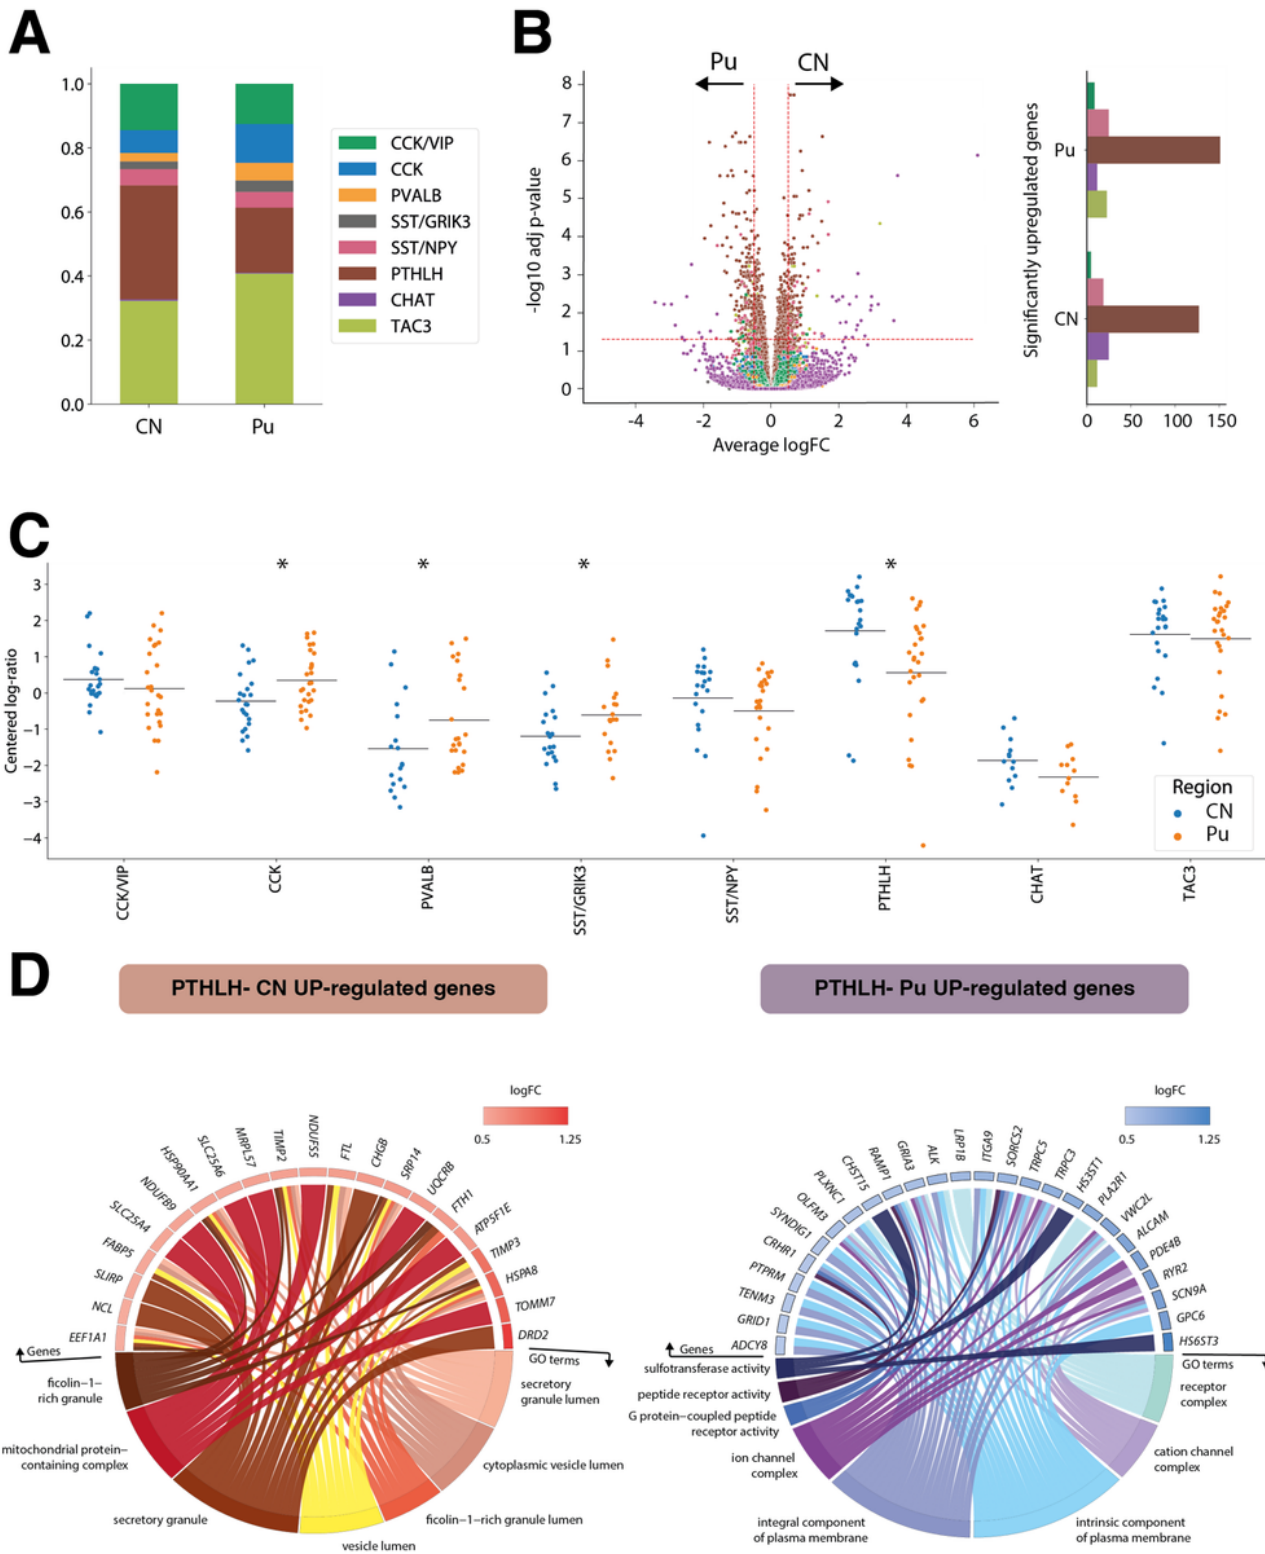 A
1.0
0.8
0.6
0.4
0.2
0.0
CN
Pu
CCK/VIP
CCK
PVALB
SST/GRIK3
SST/NPY
PTHLH
CHAT
TAC3
B
Pu
CN
-log10 adj p-value
8
7
6
5
4
3
2
1
0
-4
-2
0
2
4
6
Average logFC
Significantly upregulated genes
Pu
CN
0
50
100
150
C
Centered log-ratio
3
2
1
0
−1
−2
−3
−4
*
*
*
*
CCK/VIP
CCK
PVALB
SST/GRIK3
SST/NPY
PTHLH
CHAT
TAC3
Region
CN
Pu
D
PTHLH- CN UP-regulated genes
logFC
0.5
1.25
EEF1A1
NCL
SLIRP
FABP5
SLC25A4
NDUFB9
HSP90AA1
SLC25A6
MRPL57
TIMP2
NDUFS5
FTL
CHGB
SRP14
UQCRB
FTH1
ATP5F1E
TIMP3
HSPA8
TOMM7
DRD2
Genes
GO terms
ficolin−1−
rich granule
mitochondrial protein−
containing complex
secretory granule
vesicle lumen
ficolin−1−rich granule lumen
cytoplasmic vesicle lumen
secretory
granule lumen
PTHLH- Pu UP-regulated genes
logFC
0.5
1.25
ADCY8
GRID1
TENM3
PTPRM
CRHR1
SYNDIG1
OLFM3
PLXNC1
CHST15
RAMP1
GRIA3
ALK
LRP1B
ITGA9
SORCS2
TRPC5
TRPC3
HS3ST1
PLA2R1
VWC2L
ALCAM
PDE4B
RYR2
SCN9A
GPC6
HS6ST3
Genes
GO terms
sulfotransferase activity
peptide receptor activity
G protein−coupled peptide
receptor activity
ion channel
complex
integral component
of plasma membrane
intrinsic component
of plasma membrane
cation channel
complex
receptor
complex